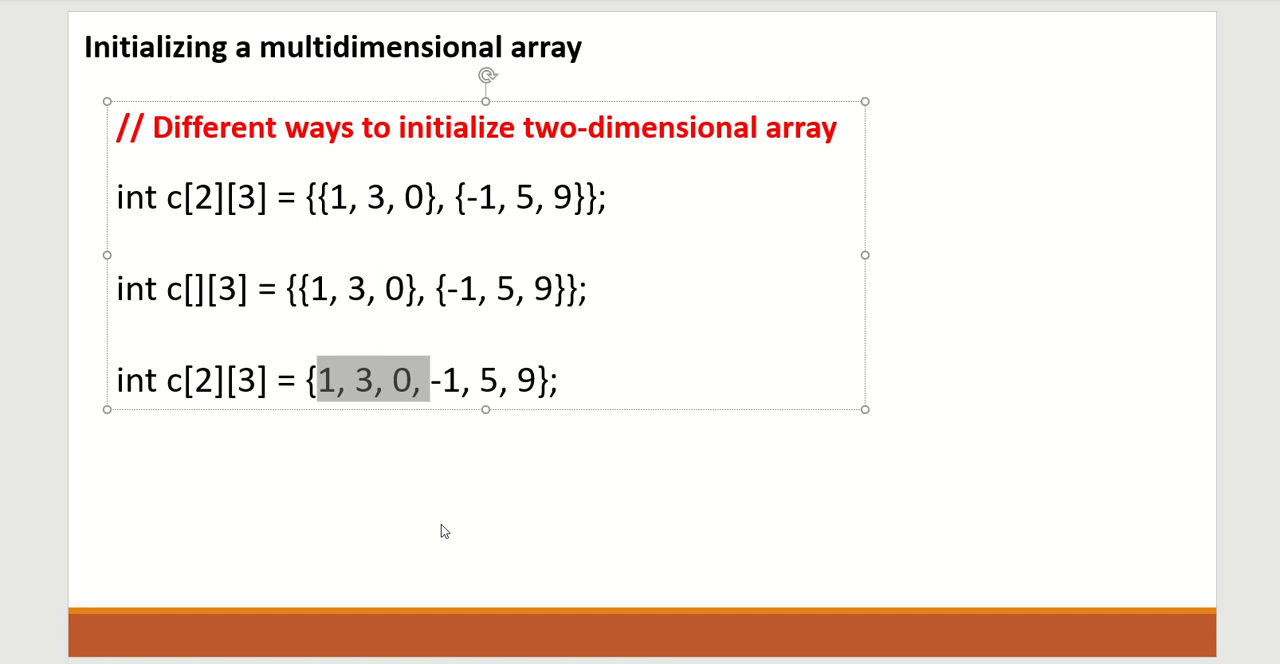 Initializing a multidimensional array
// Different ways to initialize two-dimensional array
int c[2][3] = {{1, 3, 0}, {-1, 5, 9}};
int c[][3] = {{1, 3, 0}, {-1, 5, 9}};
int c[2][3] = {1, 3, 0, -1, 5, 9};